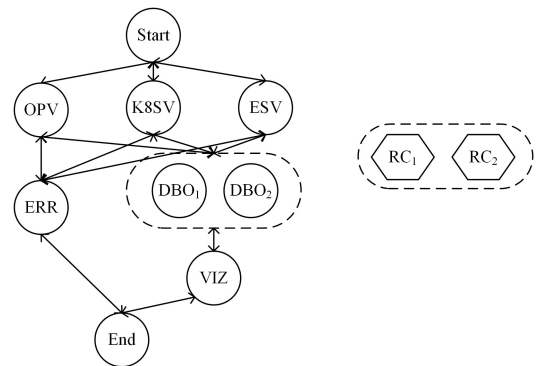 Start
OPV
K8SV
ESV
RC₁
RC₂
ERR
DBO₁
DBO₂
VIZ
End